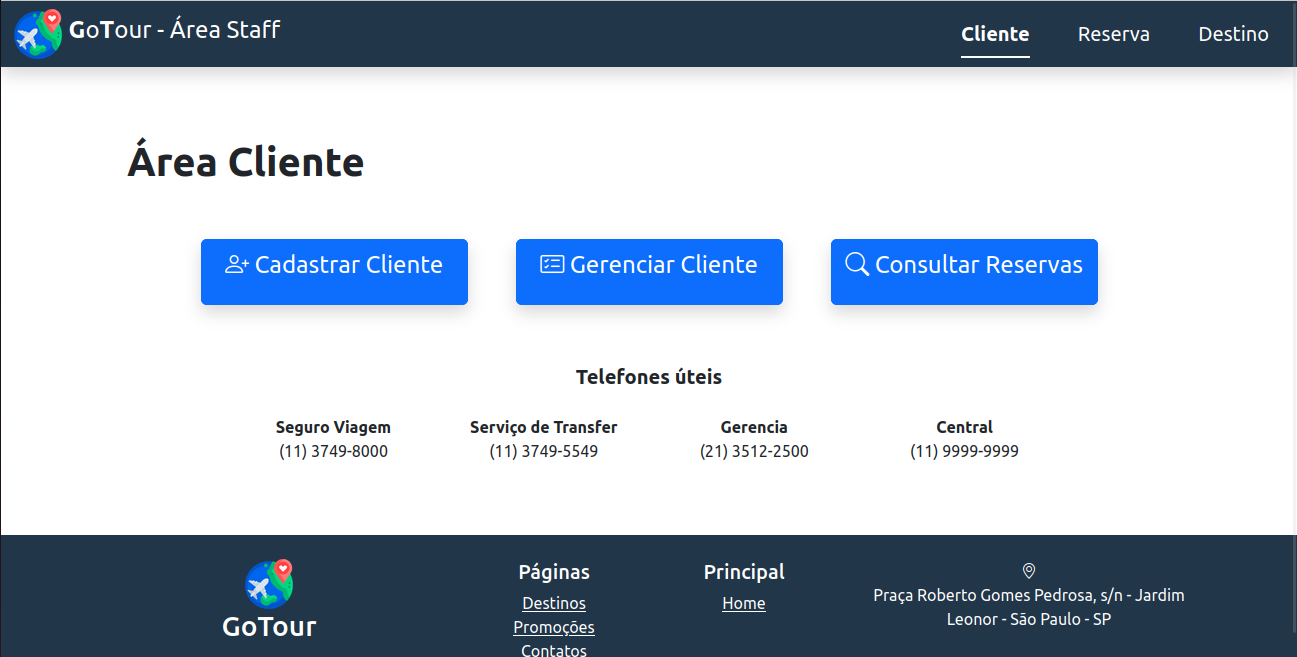 GoTour - Área Staff
Cliente
Reserva
Destino
Área Cliente
Cadastrar Cliente
Gerenciar Cliente
Consultar Reservas
Telefones úteis
Seguro Viagem
(11) 3749-8000
Serviço de Transfer
(11) 3749-5549
Gerencia
(21) 3512-2500
Central
(11) 9999-9999
GoTour
Páginas
Destinos
Promoções
Contatos
Principal
Home
Praça Roberto Gomes Pedrosa, s/n - Jardim
Leonor - São Paulo - SP